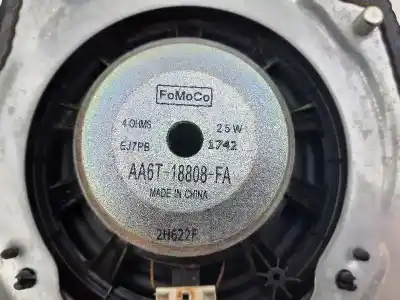 FoMoCo
4 OHMS 25W
EJ7PB 1742
AA6T-18808-FA
MADE IN CHINA
2H622F